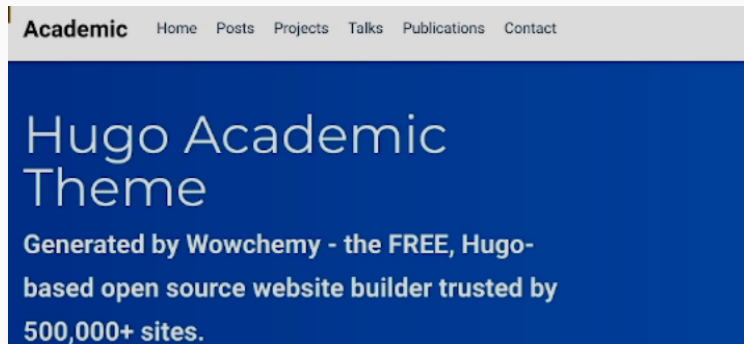 Academic Home Posts Projects Talks Publications Contact
Hugo Academic
Theme
Generated by Wowchemy - the FREE, Hugo-
based open source website builder trusted by
500,000+ sites.